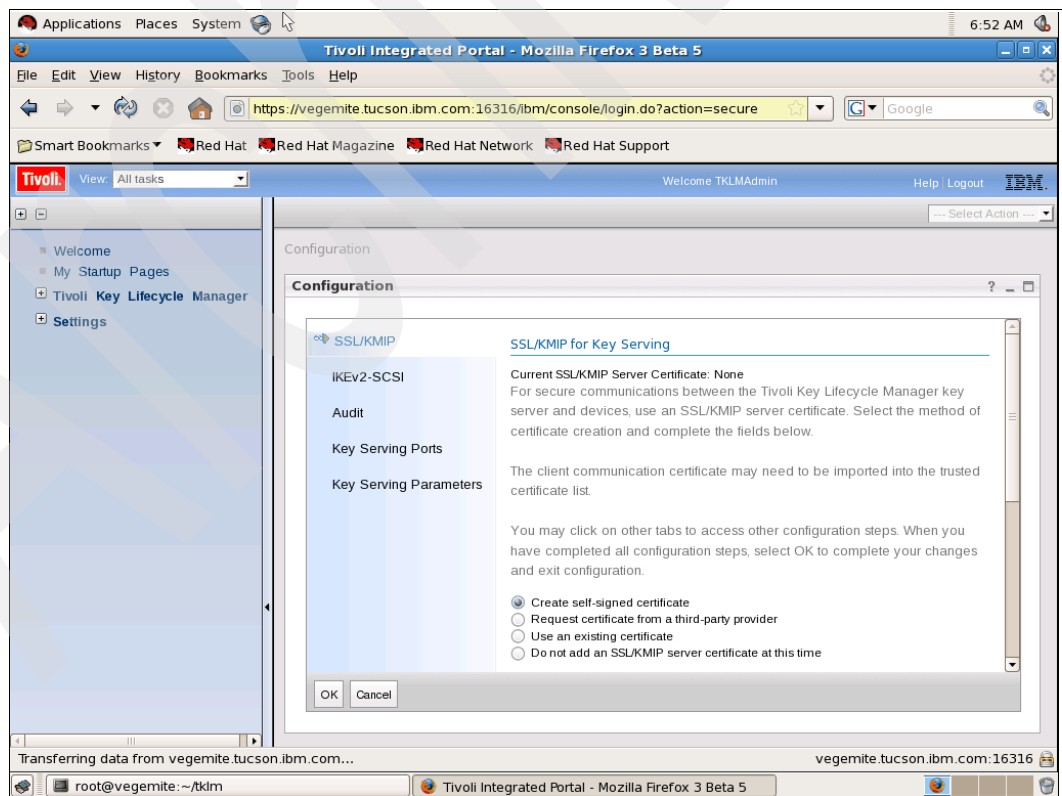 Applications Places System 6:52 AM
Tivoli Integrated Portal - Mozilla Firefox 3 Beta 5
File Edit View History Bookmarks Tools Help
https://vegemite.tucson.ibm.com:16316/ibm/console/login.do?action=secure G Google
Smart Bookmarks Red Hat Red Hat Magazine Red Hat Network Red Hat Support
Tivoli. View: All tasks Welcome TKLMAdmin Help | Logout IBM.
--- Select Action ---
Welcome
My Startup Pages
Tivoli Key Lifecycle Manager
Settings
Configuration
Configuration
SSL/KMIP
IKEv2-SCSI
Audit
Key Serving Ports
Key Serving Parameters
SSL/KMIP for Key Serving
Current SSL/KMIP Server Certificate: None
For secure communications between the Tivoli Key Lifecycle Manager key
server and devices, use an SSL/KMIP server certificate. Select the method of
certificate creation and complete the fields below.
The client communication certificate may need to be imported into the trusted
certificate list.
You may click on other tabs to access other configuration steps. When you
have completed all configuration steps, select OK to complete your changes
and exit configuration.
Create self-signed certificate
Request certificate from a third-party provider
Use an existing certificate
Do not add an SSL/KMIP server certificate at this time
OK Cancel
Transferring data from vegemite.tucson.ibm.com... vegemite.tucson.ibm.com:16316
root@vegemite:~/tklm Tivoli Integrated Portal - Mozilla Firefox 3 Beta 5